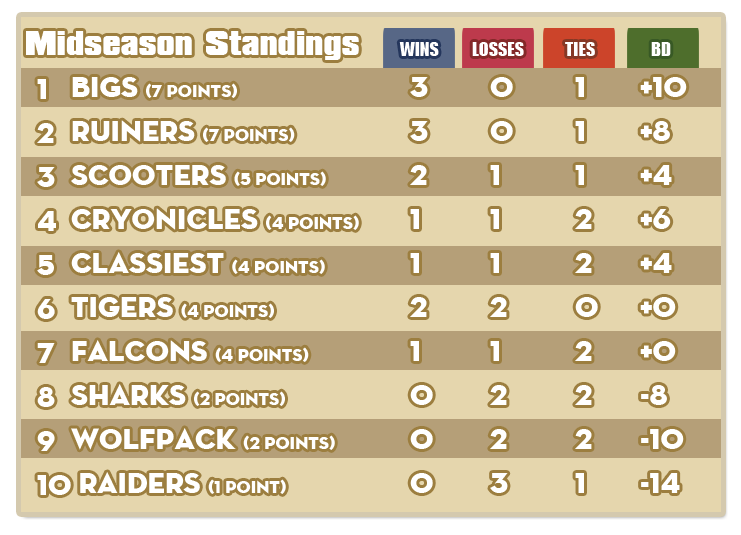 Midseason Standings WINS LOSSES TIES BD
1 BIGS (7 POINTS) 3 0 1 +10
2 RUINERS (7 POINTS) 3 0 1 +8
3 SCOOTERS (5 POINTS) 2 1 1 +4
4 CRYONICLES (4 POINTS) 1 1 2 +6
5 CLASSIEST (4 POINTS) 1 1 2 +4
6 TIGERS (4 POINTS) 2 2 0 +0
7 FALCONS (4 POINTS) 1 1 2 +0
8 SHARKS (2 POINTS) 0 2 2 -8
9 WOLFPACK (2 POINTS) 0 2 2 -10
10 RAIDERS (1 POINT) 0 3 1 -14